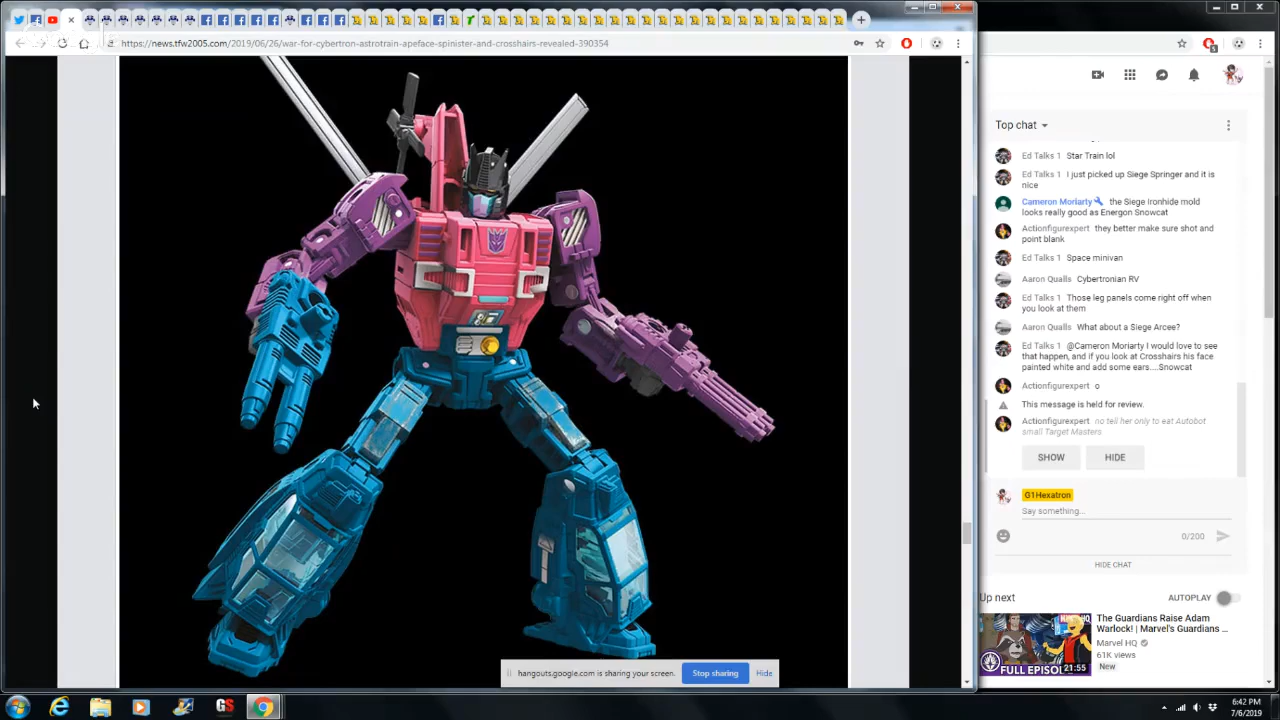 https://news.tfw2005.com/2019/06/26/war-for-cybertron-astrotrain-apeface-spinister-and-crosshairs-revealed-390354
5
Top chat
Ed Talks 1 Star Train lol
Ed Talks 1 I just picked up Siege Springer and it is
nice
Cameron Moriarty the Siege Ironhide mold
looks really good as Energon Snowcat
Actionfigurexpert they better make sure shot and
point blank
Ed Talks 1 Space minivan
Aaron Qualls Cybertronian RV
Ed Talks 1 Those leg panels come right off when
you look at them
Aaron Qualls What about a Siege Arcee?
Ed Talks 1 @Cameron Moriarty I would love to see
that happen, and if you look at Crosshairs his face
painted white and add some ears....Snowcat
Actionfigurexpert o
This message is held for review.
Actionfigurexpert no tell her only to eat Autobot
small Target Masters
SHOW HIDE
G1Hexatron
Say something...
0/200
HIDE CHAT
Up next AUTOPLAY
The Guardians Raise Adam
Warlock! | Marvel's Guardians ...
Marvel HQ
61K views
New
FULL EPISO
21:55
hangouts.google.com is sharing your screen. Stop sharing Hide
GS
6:42 PM
7/6/2019